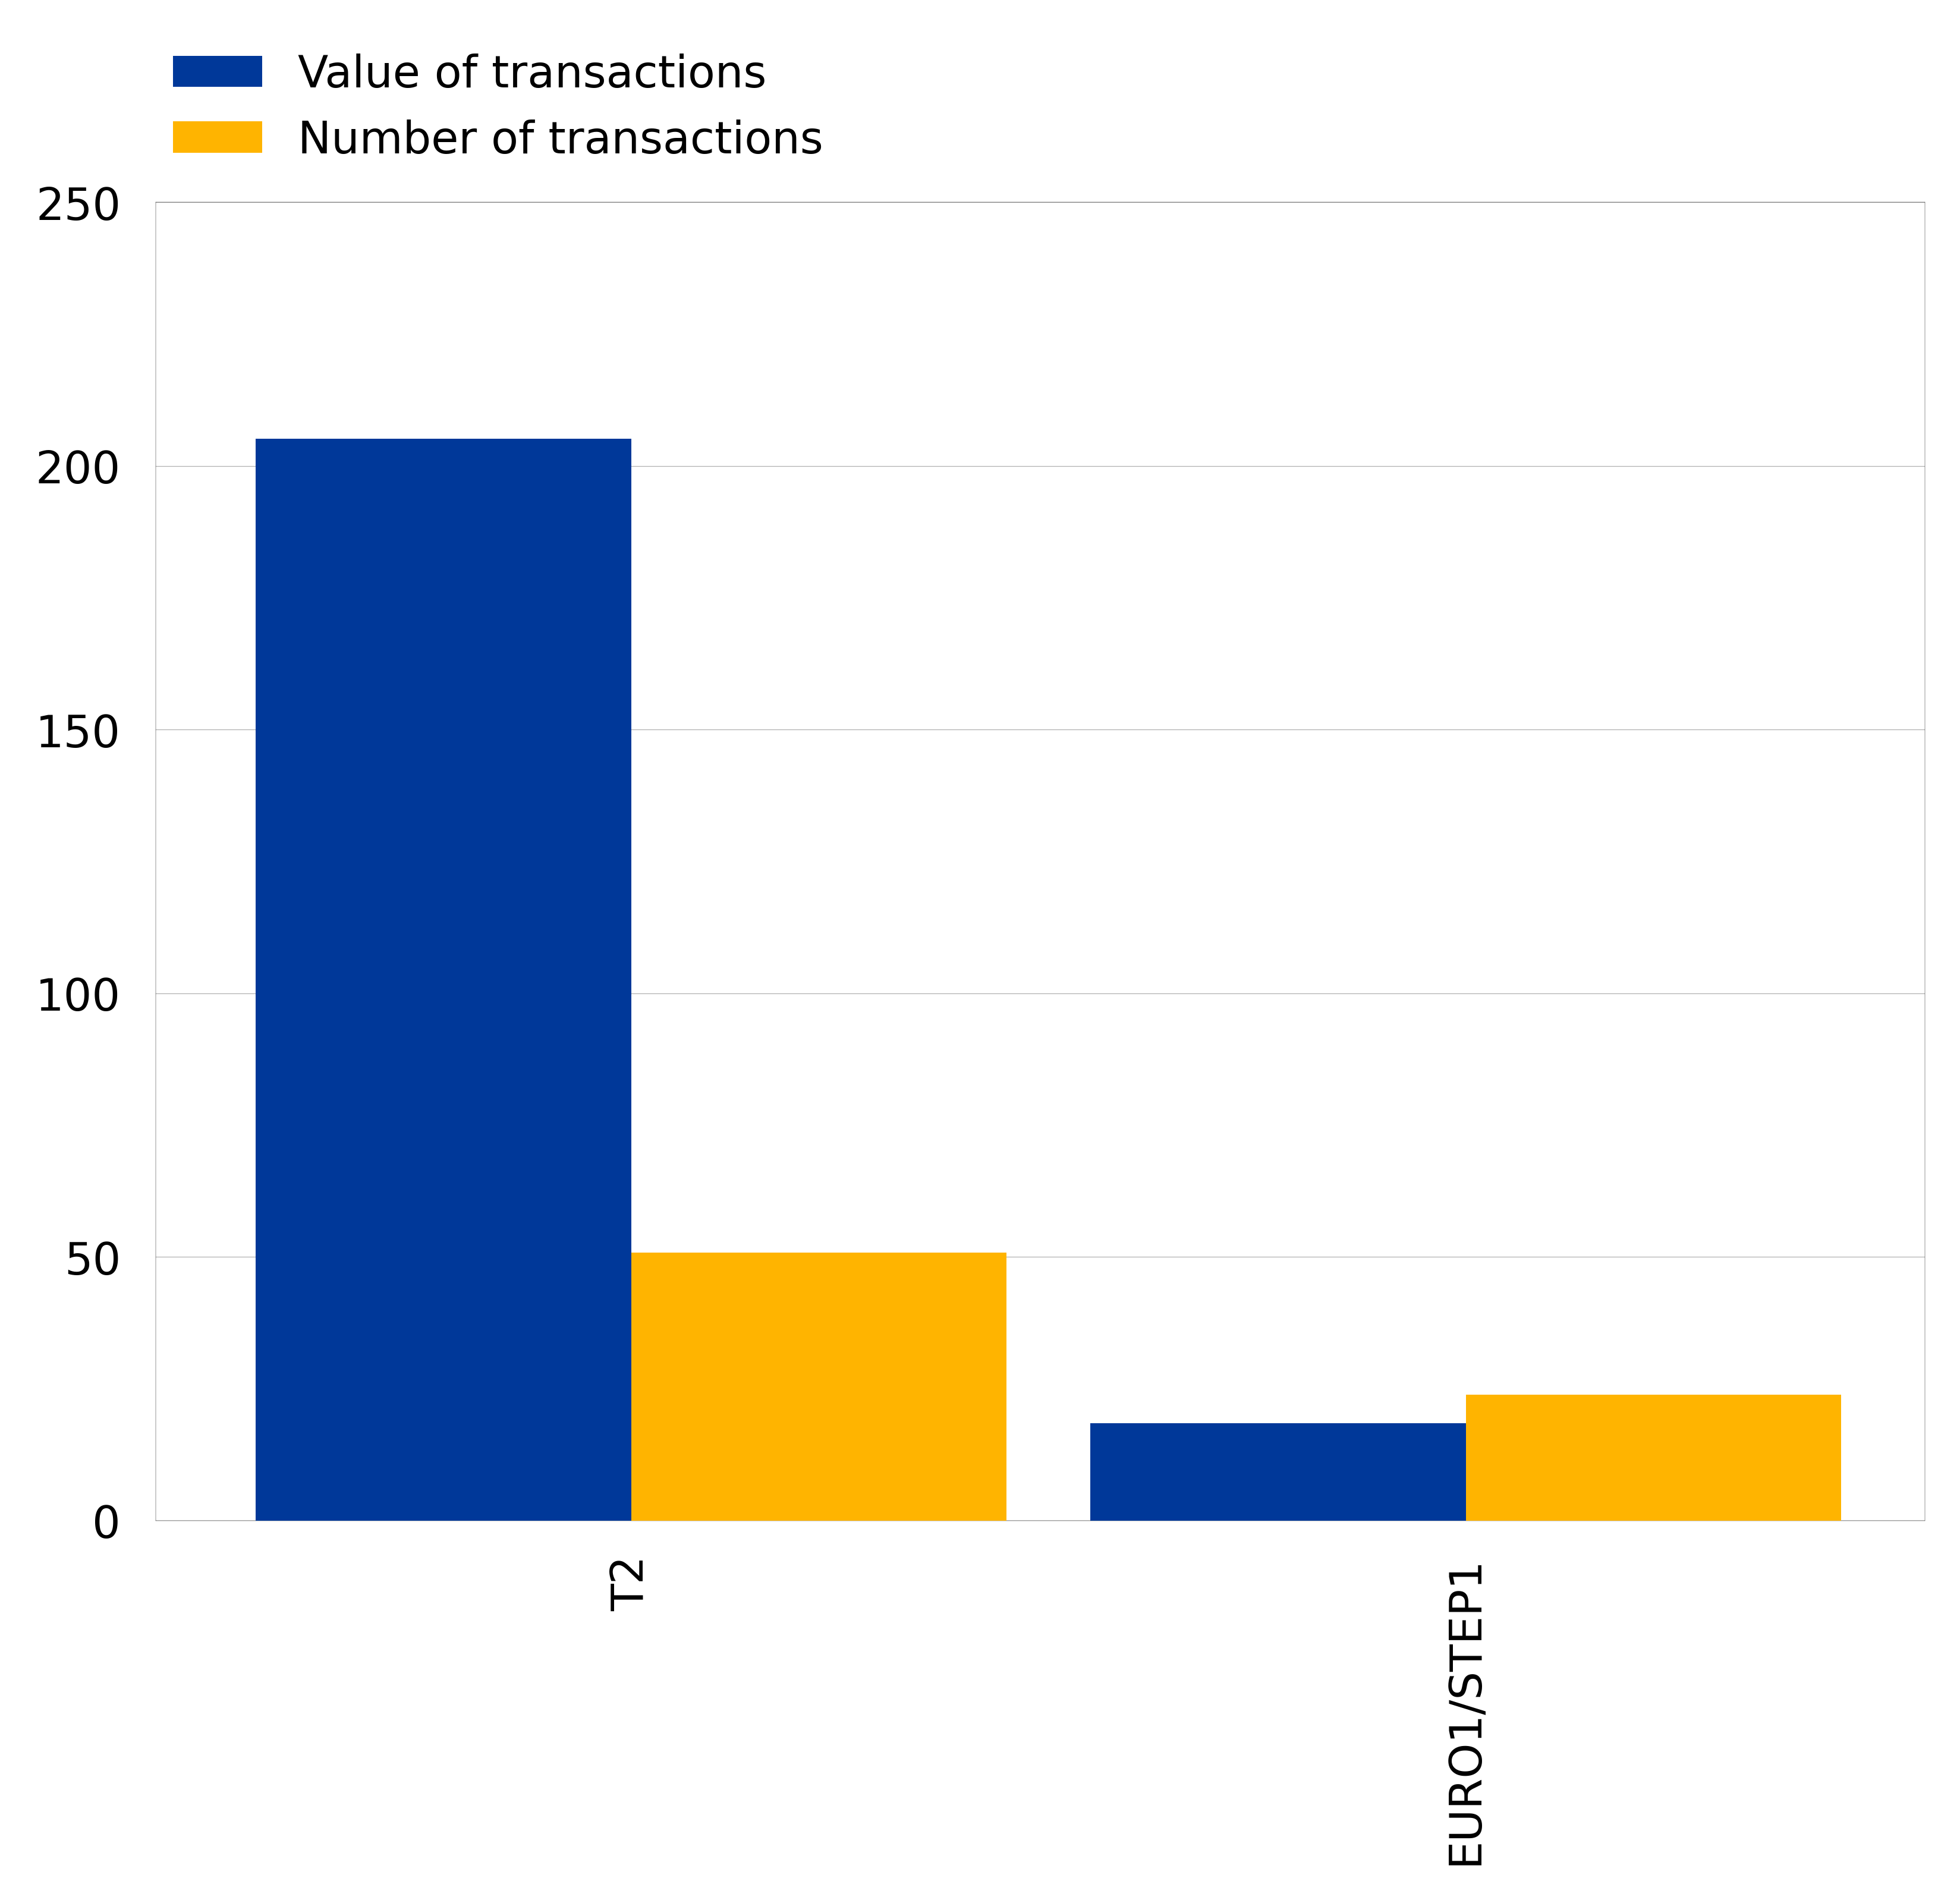 Value of transactions
Number of transactions
250
200
150
100
50
0
T2
EURO1/STEP1